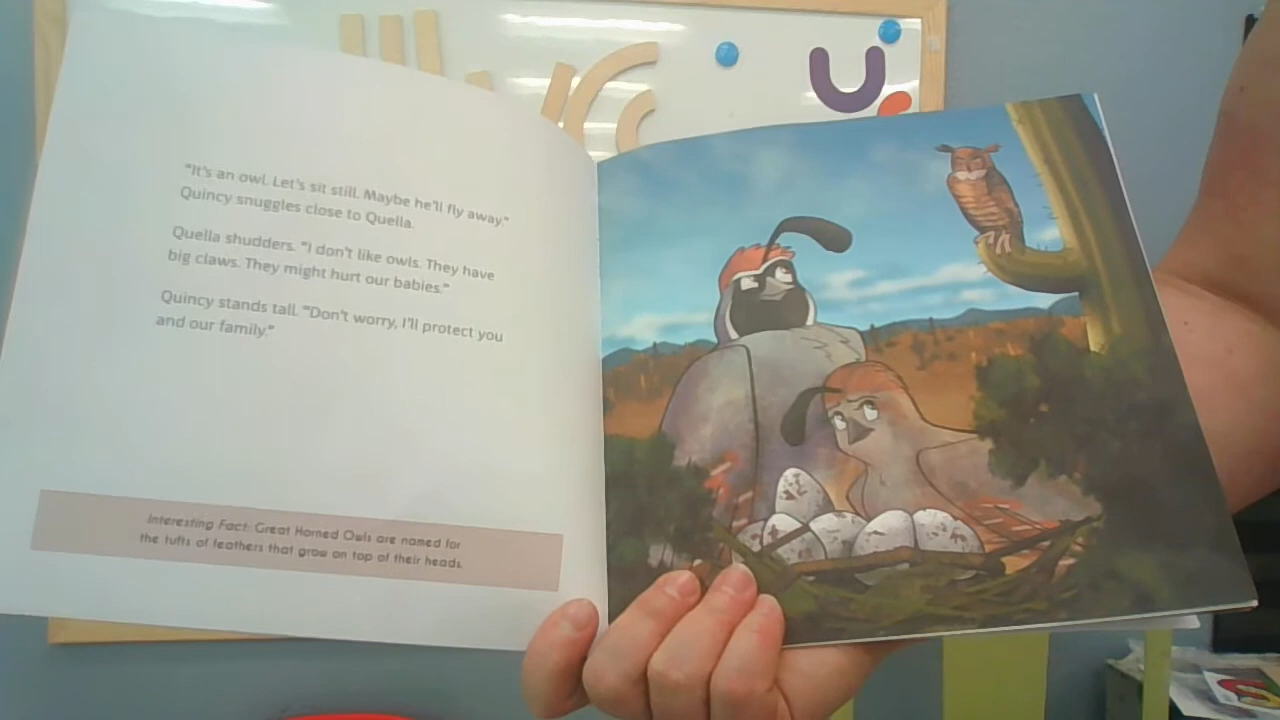 "It's an owl. Let's sit still. Maybe he'll fly away."
Quincy snuggles close to Quella.
Quella shudders. "I don't like owls. They have
big claws. They might hurt our babies."
Quincy stands tall. "Don't worry, I'll protect you
and our family."
Interesting Fact: Great Horned Owls are named for
the tufts of feathers that grow on top of their heads.